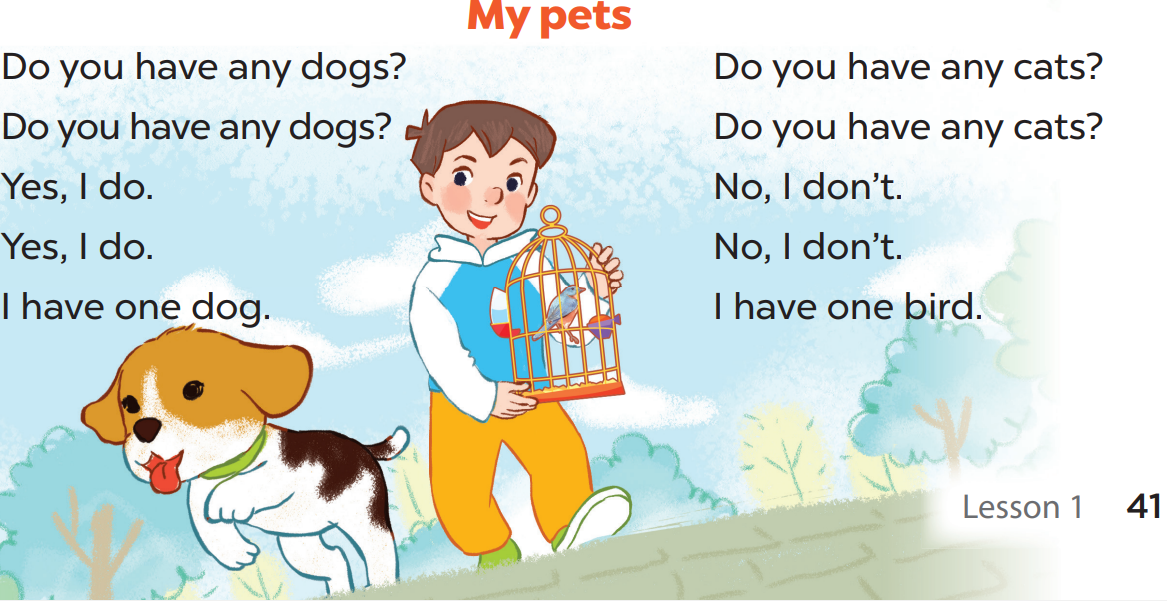 My pets
Do you have any dogs?
Do you have any dogs?
Yes, I do.
Yes, I do.
I have one dog.
Do you have any cats?
Do you have any cats?
No, I don’t.
No, I don’t.
I have one bird.
Lesson 1 41